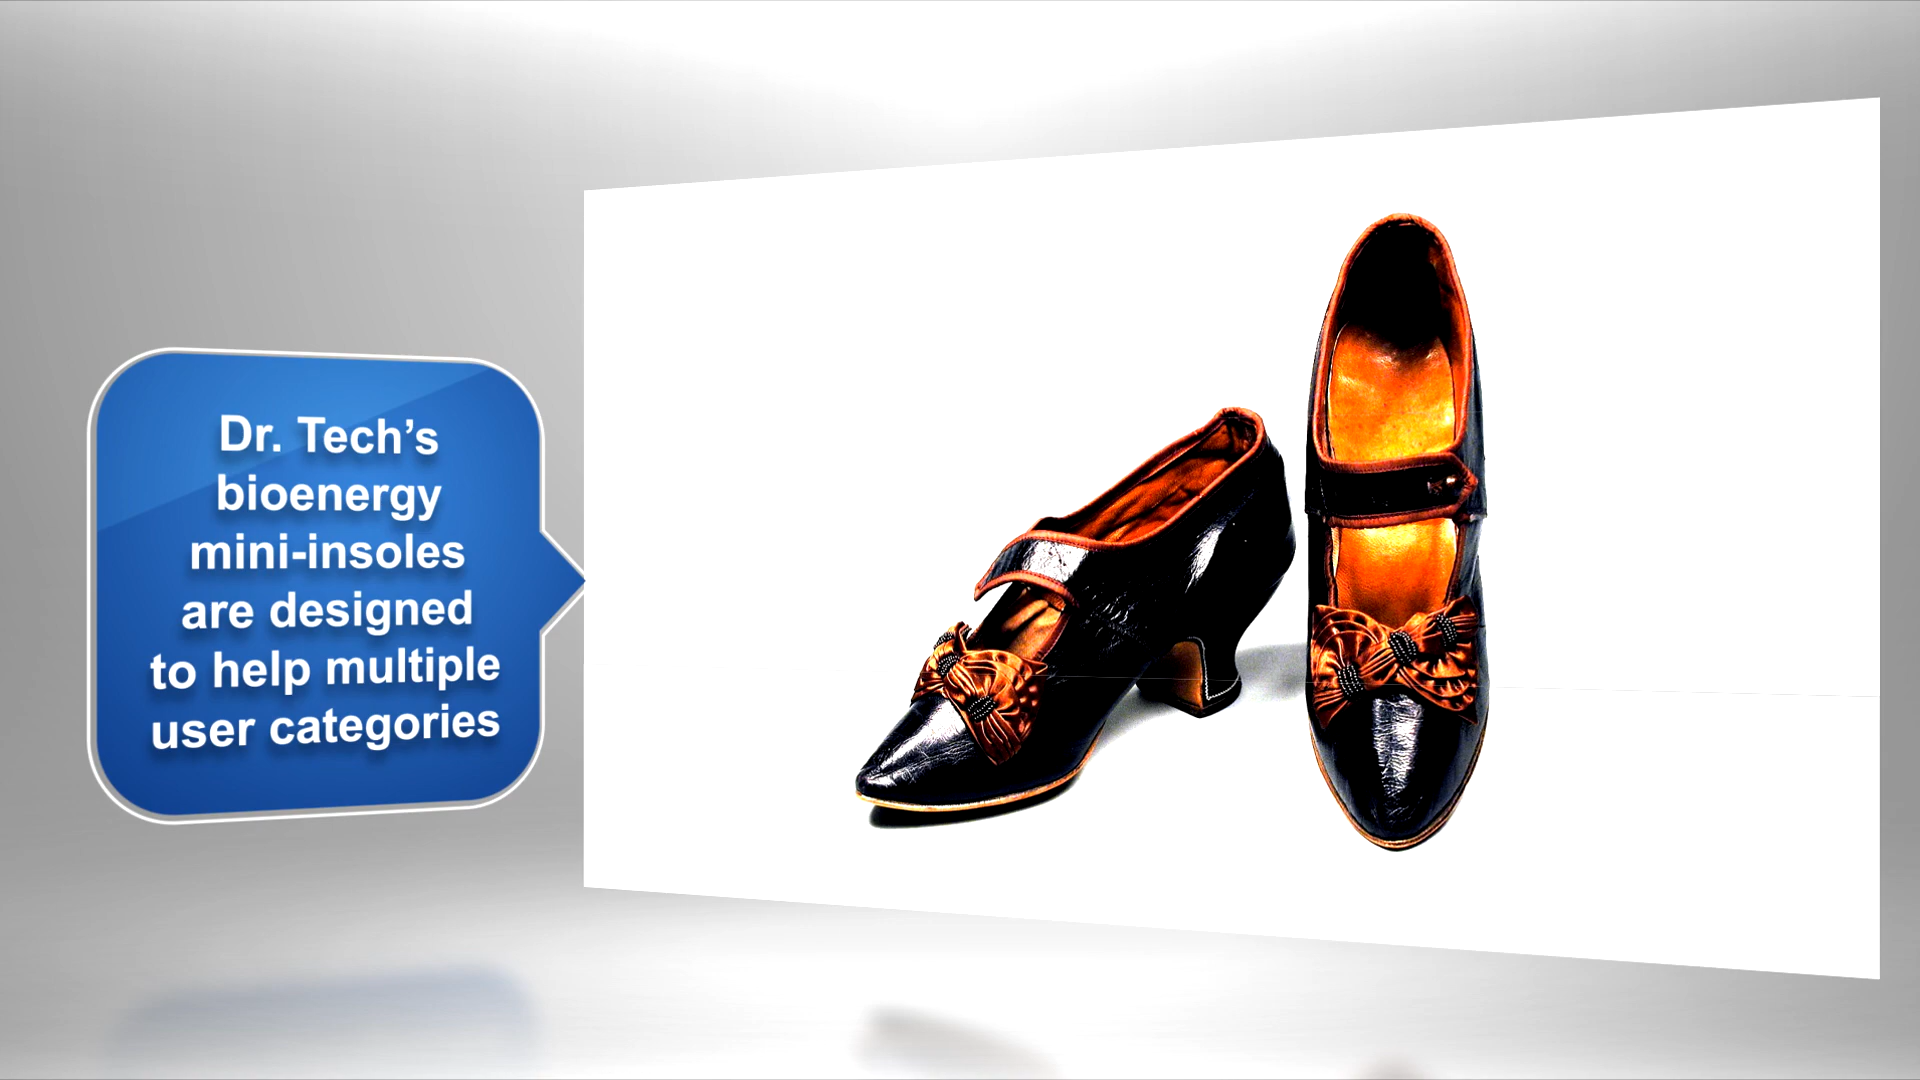 Dr. Tech’s
bioenergy
mini-insoles
are designed
to help multiple
user categories